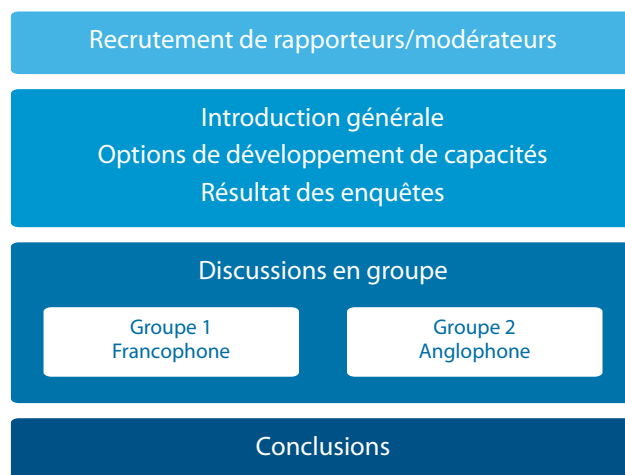 Recrutement de rapporteurs/modérateurs
Introduction générale
Options de développement de capacités
Résultat des enquêtes
Discussions en groupe
Groupe 1
Francophone
Groupe 2
Anglophone
Conclusions